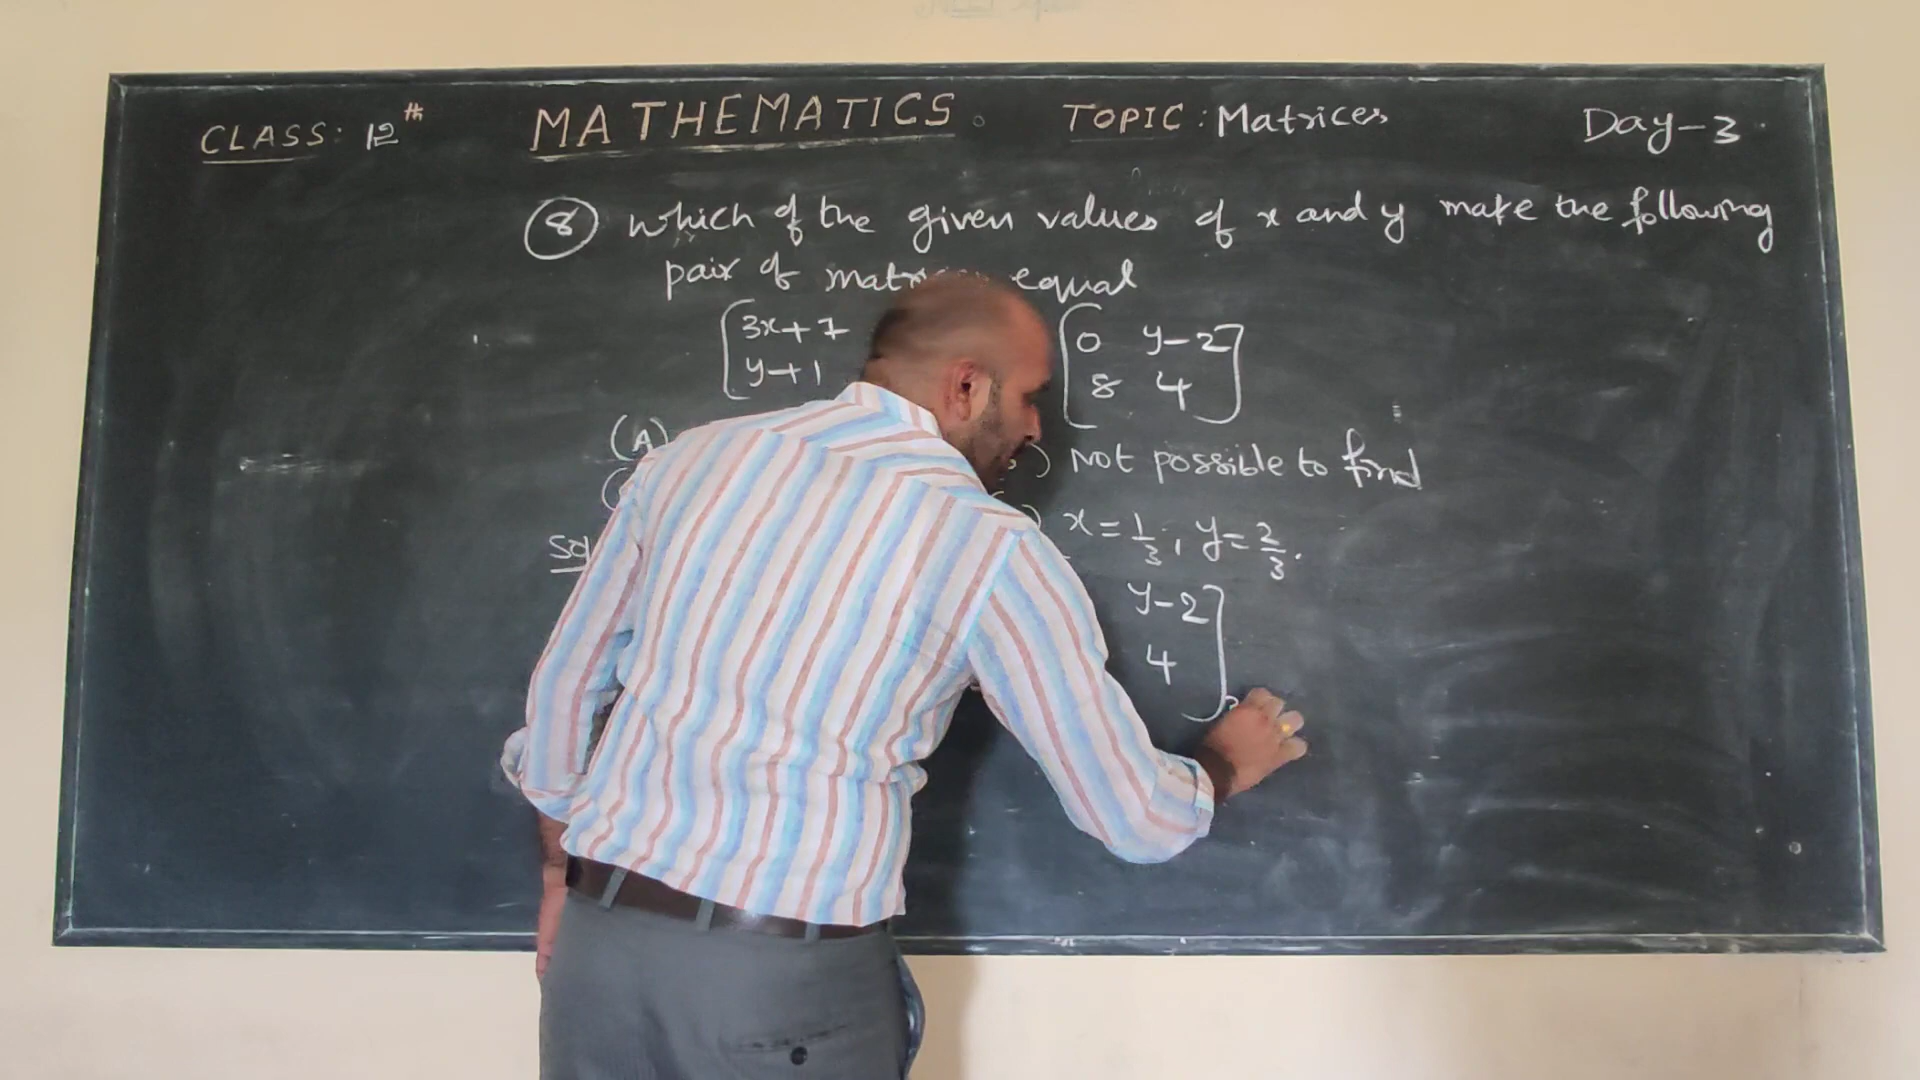 CLASS: 12th MATHEMATICS. TOPIC: Matrices Day-3
⑧ Which of the given values of x and y make the following
pair of equal
[3x+7 [0 y-2]
y+1 8 4]
(A) ) Not possible to find
) x = 1/3, y = 2/3.
y-2]
4